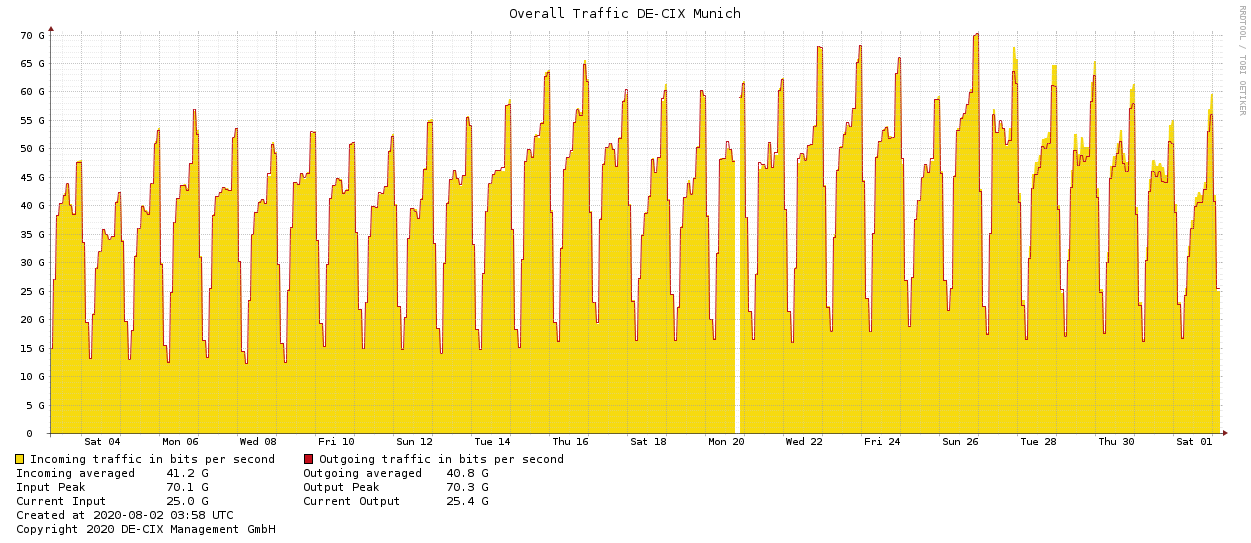 Overall Traffic DE-CIX Munich
RRDTOOL / TOBI OETIKER
70 G
65 G
60 G
55 G
50 G
45 G
40 G
35 G
30 G
25 G
20 G
15 G
10 G
5 G
0
Sat 04 Mon 06 Wed 08 Fri 10 Sun 12 Tue 14 Thu 16 Sat 18 Mon 20 Wed 22 Fri 24 Sun 26 Tue 28 Thu 30 Sat 01
Incoming traffic in bits per second Outgoing traffic in bits per second
Incoming averaged 41.2 G Outgoing averaged 40.8 G
Input Peak 70.1 G Output Peak 70.3 G
Current Input 25.0 G Current Output 25.4 G
Created at 2020-08-02 03:58 UTC
Copyright 2020 DE-CIX Management GmbH